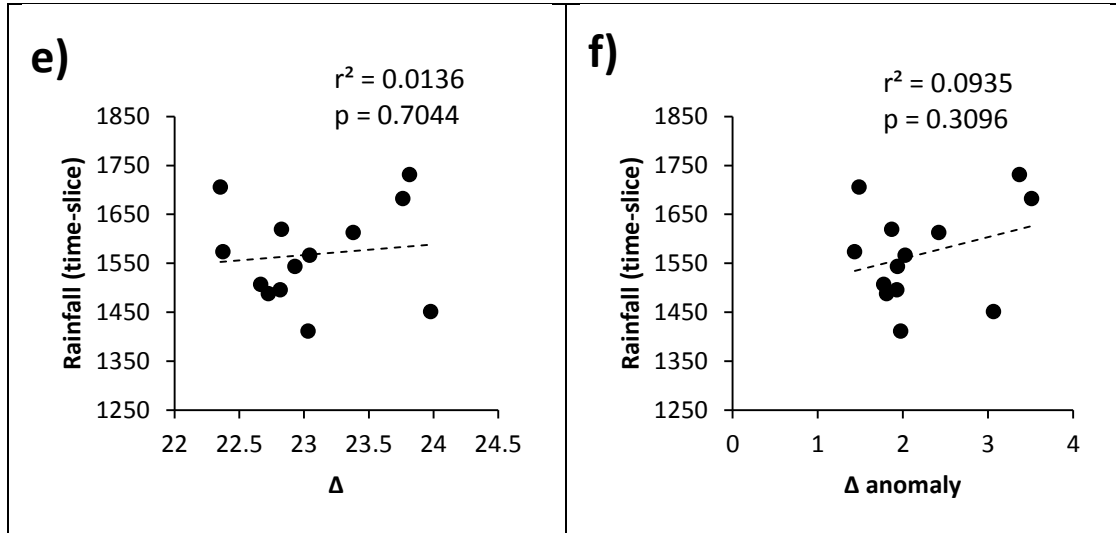 e)
r² = 0.0136
p = 0.7044
Rainfall (time-slice)
1850
1750
1650
1550
1450
1350
1250
22 22.5 23 23.5 24 24.5
Δ
f)
r² = 0.0935
p = 0.3096
Rainfall (time-slice)
1850
1750
1650
1550
1450
1350
1250
0 1 2 3 4
Δ anomaly